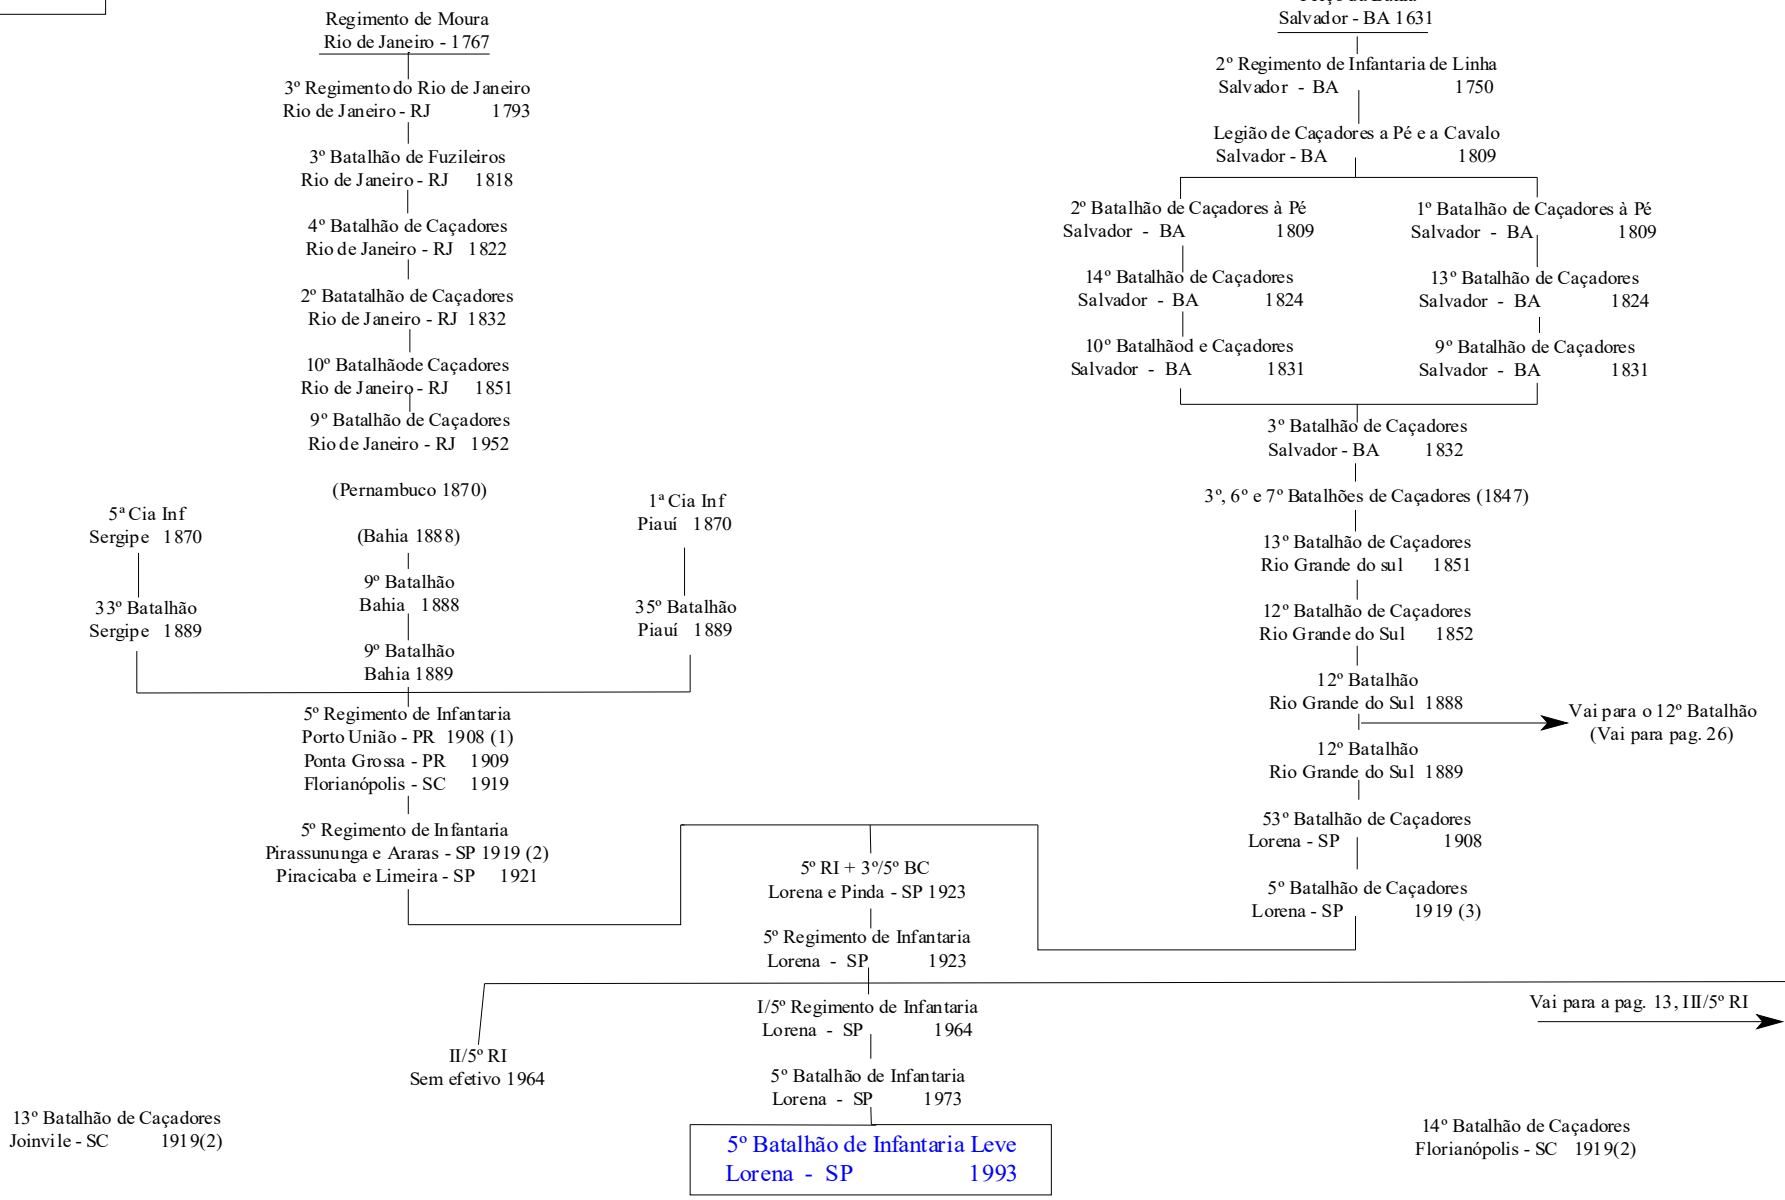 Regimento de Moura
Rio de Janeiro - 1767
3º Regimento do Rio de Janeiro
Rio de Janeiro - RJ 1793
3º Batalhão de Fuzileiros
Rio de Janeiro - RJ 1818
4º Batalhão de Caçadores
Rio de Janeiro - RJ 1822
2º Batatalhão de Caçadores
Rio de Janeiro - RJ 1832
10º Batalhãode Caçadores
Rio de Janeiro - RJ 1851
9º Batalhão de Caçadores
Rio de Janeiro - RJ 1952
(Pernambuco 1870)
(Bahia 1888)
9º Batalhão
Bahia 1888
9º Batalhão
Bahia 1889
5ª Cia Inf
Sergipe 1870
33º Batalhão
Sergipe 1889
1ª Cia Inf
Piauí 1870
35º Batalhão
Piauí 1889
5º Regimento de Infantaria
Porto União - PR 1908 (1)
Ponta Grossa - PR 1909
Florianópolis - SC 1919
5º Regimento de Infantaria
Pirassununga e Araras - SP 1919 (2)
Piracicaba e Limeira - SP 1921
Salvador - BA 1631
2º Regimento de Infantaria de Linha
Salvador - BA 1750
Legião de Caçadores a Pé e a Cavalo
Salvador - BA 1809
2º Batalhão de Caçadores à Pé
Salvador - BA 1809
14º Batalhão de Caçadores
Salvador - BA 1824
10º Batalhãod e Caçadores
Salvador - BA 1831
1º Batalhão de Caçadores à Pé
Salvador - BA 1809
13º Batalhão de Caçadores
Salvador - BA 1824
9º Batalhão de Caçadores
Salvador - BA 1831
3º Batalhão de Caçadores
Salvador - BA 1832
3º, 6º e 7º Batalhões de Caçadores (1847)
13º Batalhão de Caçadores
Rio Grande do sul 1851
12º Batalhão de Caçadores
Rio Grande do Sul 1852
12º Batalhão
Rio Grande do Sul 1888
Vai para o 12º Batalhão
(Vai para pag. 26)
12º Batalhão
Rio Grande do Sul 1889
53º Batalhão de Caçadores
Lorena - SP 1908
5º Batalhão de Caçadores
Lorena - SP 1919 (3)
5º RI + 3º/5º BC
Lorena e Pinda - SP 1923
5º Regimento de Infantaria
Lorena - SP 1923
I/5º Regimento de Infantaria
Lorena - SP 1964
Vai para a pag. 13, III/5º RI
II/5º RI
Sem efetivo 1964
5º Batalhão de Infantaria
Lorena - SP 1973
13º Batalhão de Caçadores
Joinvile - SC 1919(2)
5º Batalhão de Infantaria Leve
Lorena - SP 1993
14º Batalhão de Caçadores
Florianópolis - SC 1919(2)